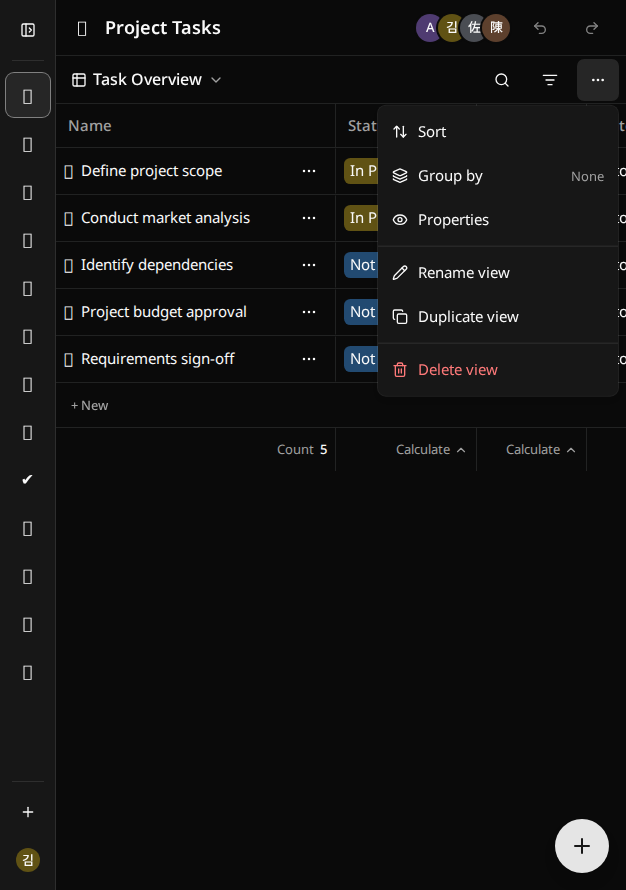 Project Tasks
A 김 佐 陳
Task Overview
Name Stat
Define project scope In P
Conduct market analysis In P
Identify dependencies Not
Project budget approval Not
Requirements sign-off Not
Sort
Group by None
Properties
Rename view
Duplicate view
Delete view
+ New
Count 5 Calculate Calculate
김